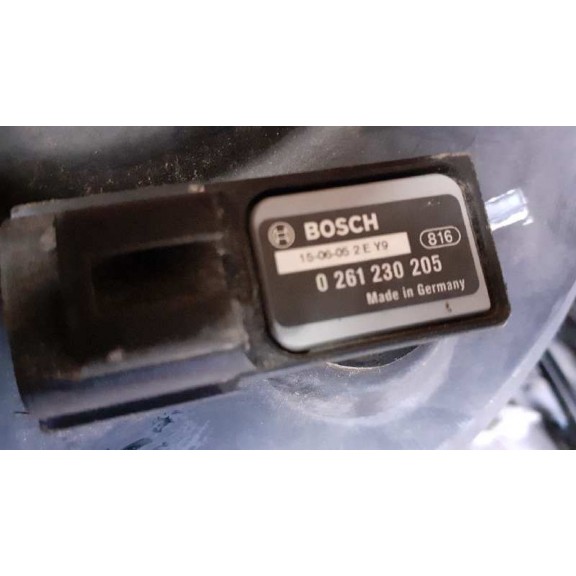 BOSCH
15-06-05 2 E Y9
816
0 261 230 205
Made in Germany